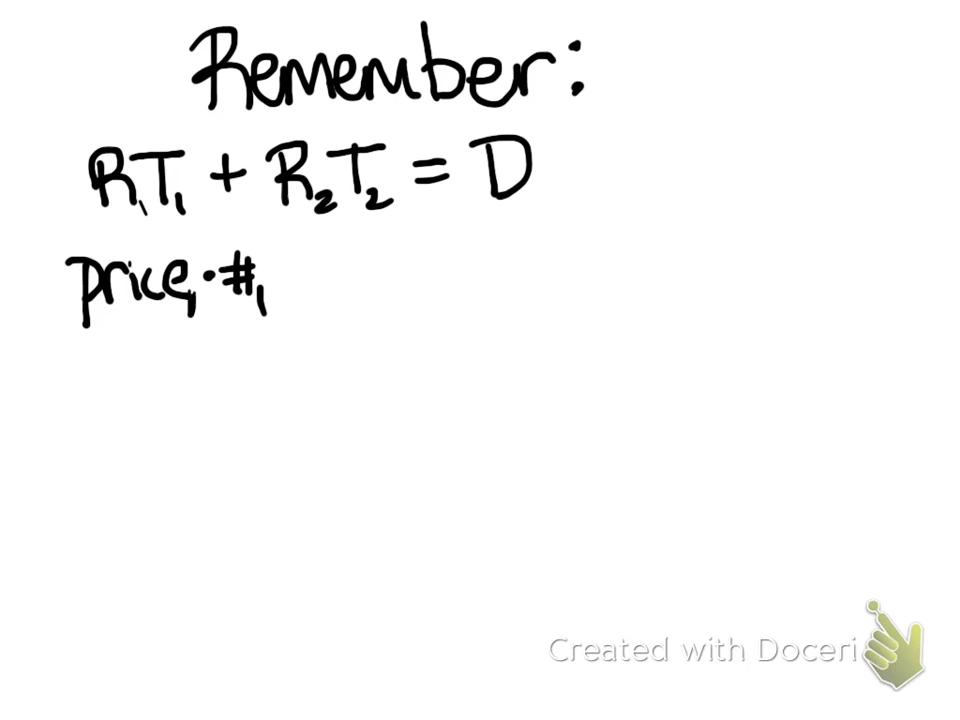 Remember:
R₁T₁ + R₂T₂ = D
price₁ · #₁
Created with Doceri